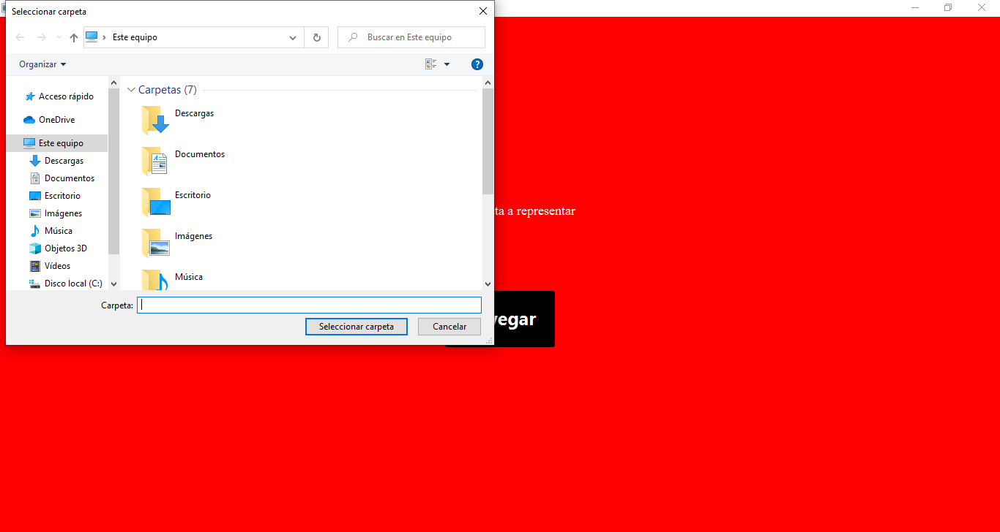 Seleccionar carpeta
Este equipo
Buscar en Este equipo
Organizar
?
Acceso rápido
OneDrive
Este equipo
Descargas
Documentos
Escritorio
Imágenes
Música
Objetos 3D
Vídeos
Disco local (C:)
Carpetas (7)
Descargas
Documentos
Escritorio
Imágenes
Música
Carpeta:
Seleccionar carpeta
Cancelar
ta a representar
vegar